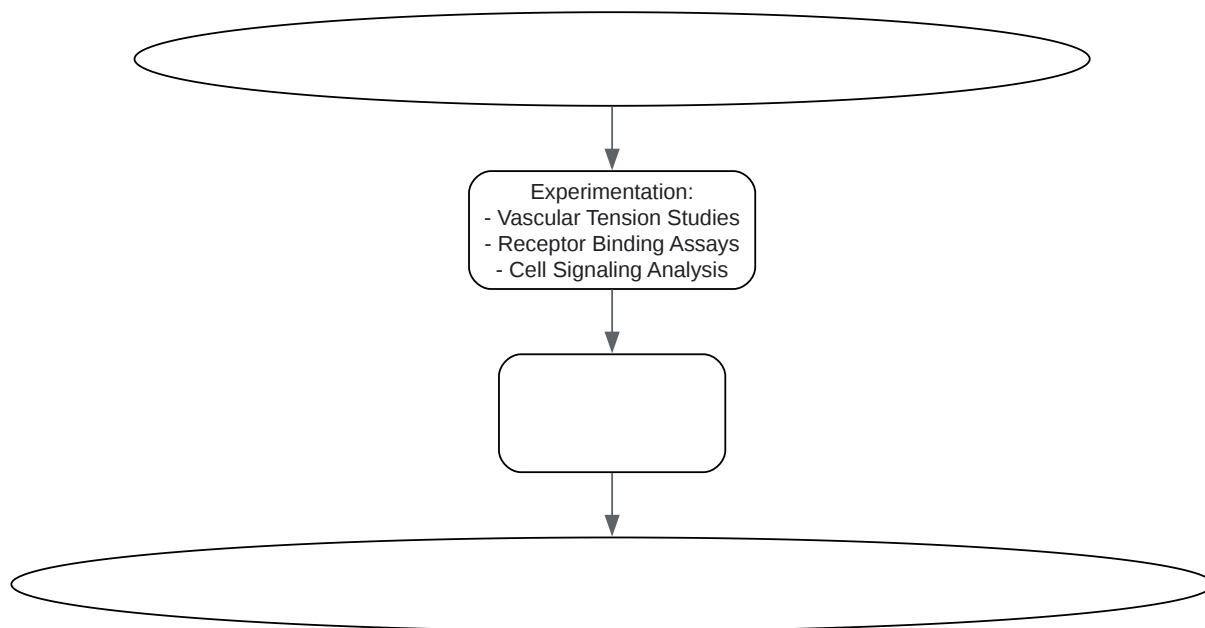 Experimentation:
- Vascular Tension Studies
- Receptor Binding Assays
- Cell Signaling Analysis